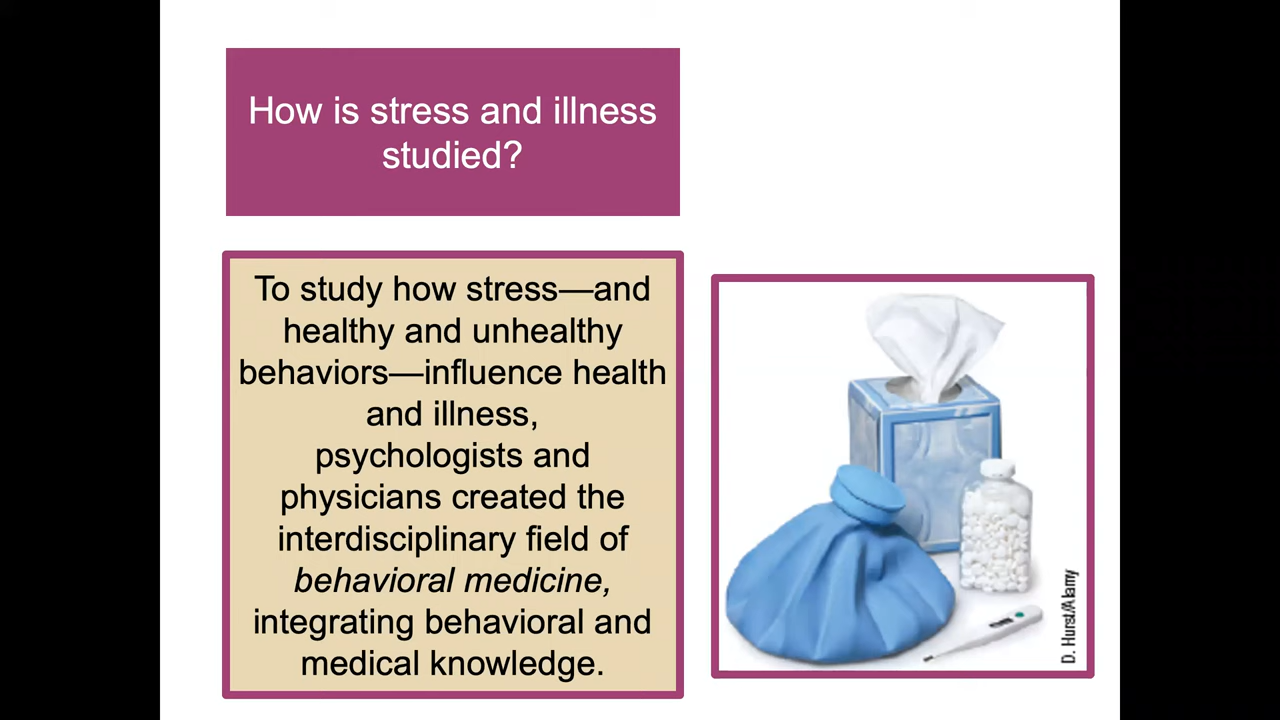 How is stress and illness
studied?
To study how stress—and
healthy and unhealthy
behaviors—influence health
and illness,
psychologists and
physicians created the
interdisciplinary field of
behavioral medicine,
integrating behavioral and
medical knowledge.
D. Hurst/Alamy